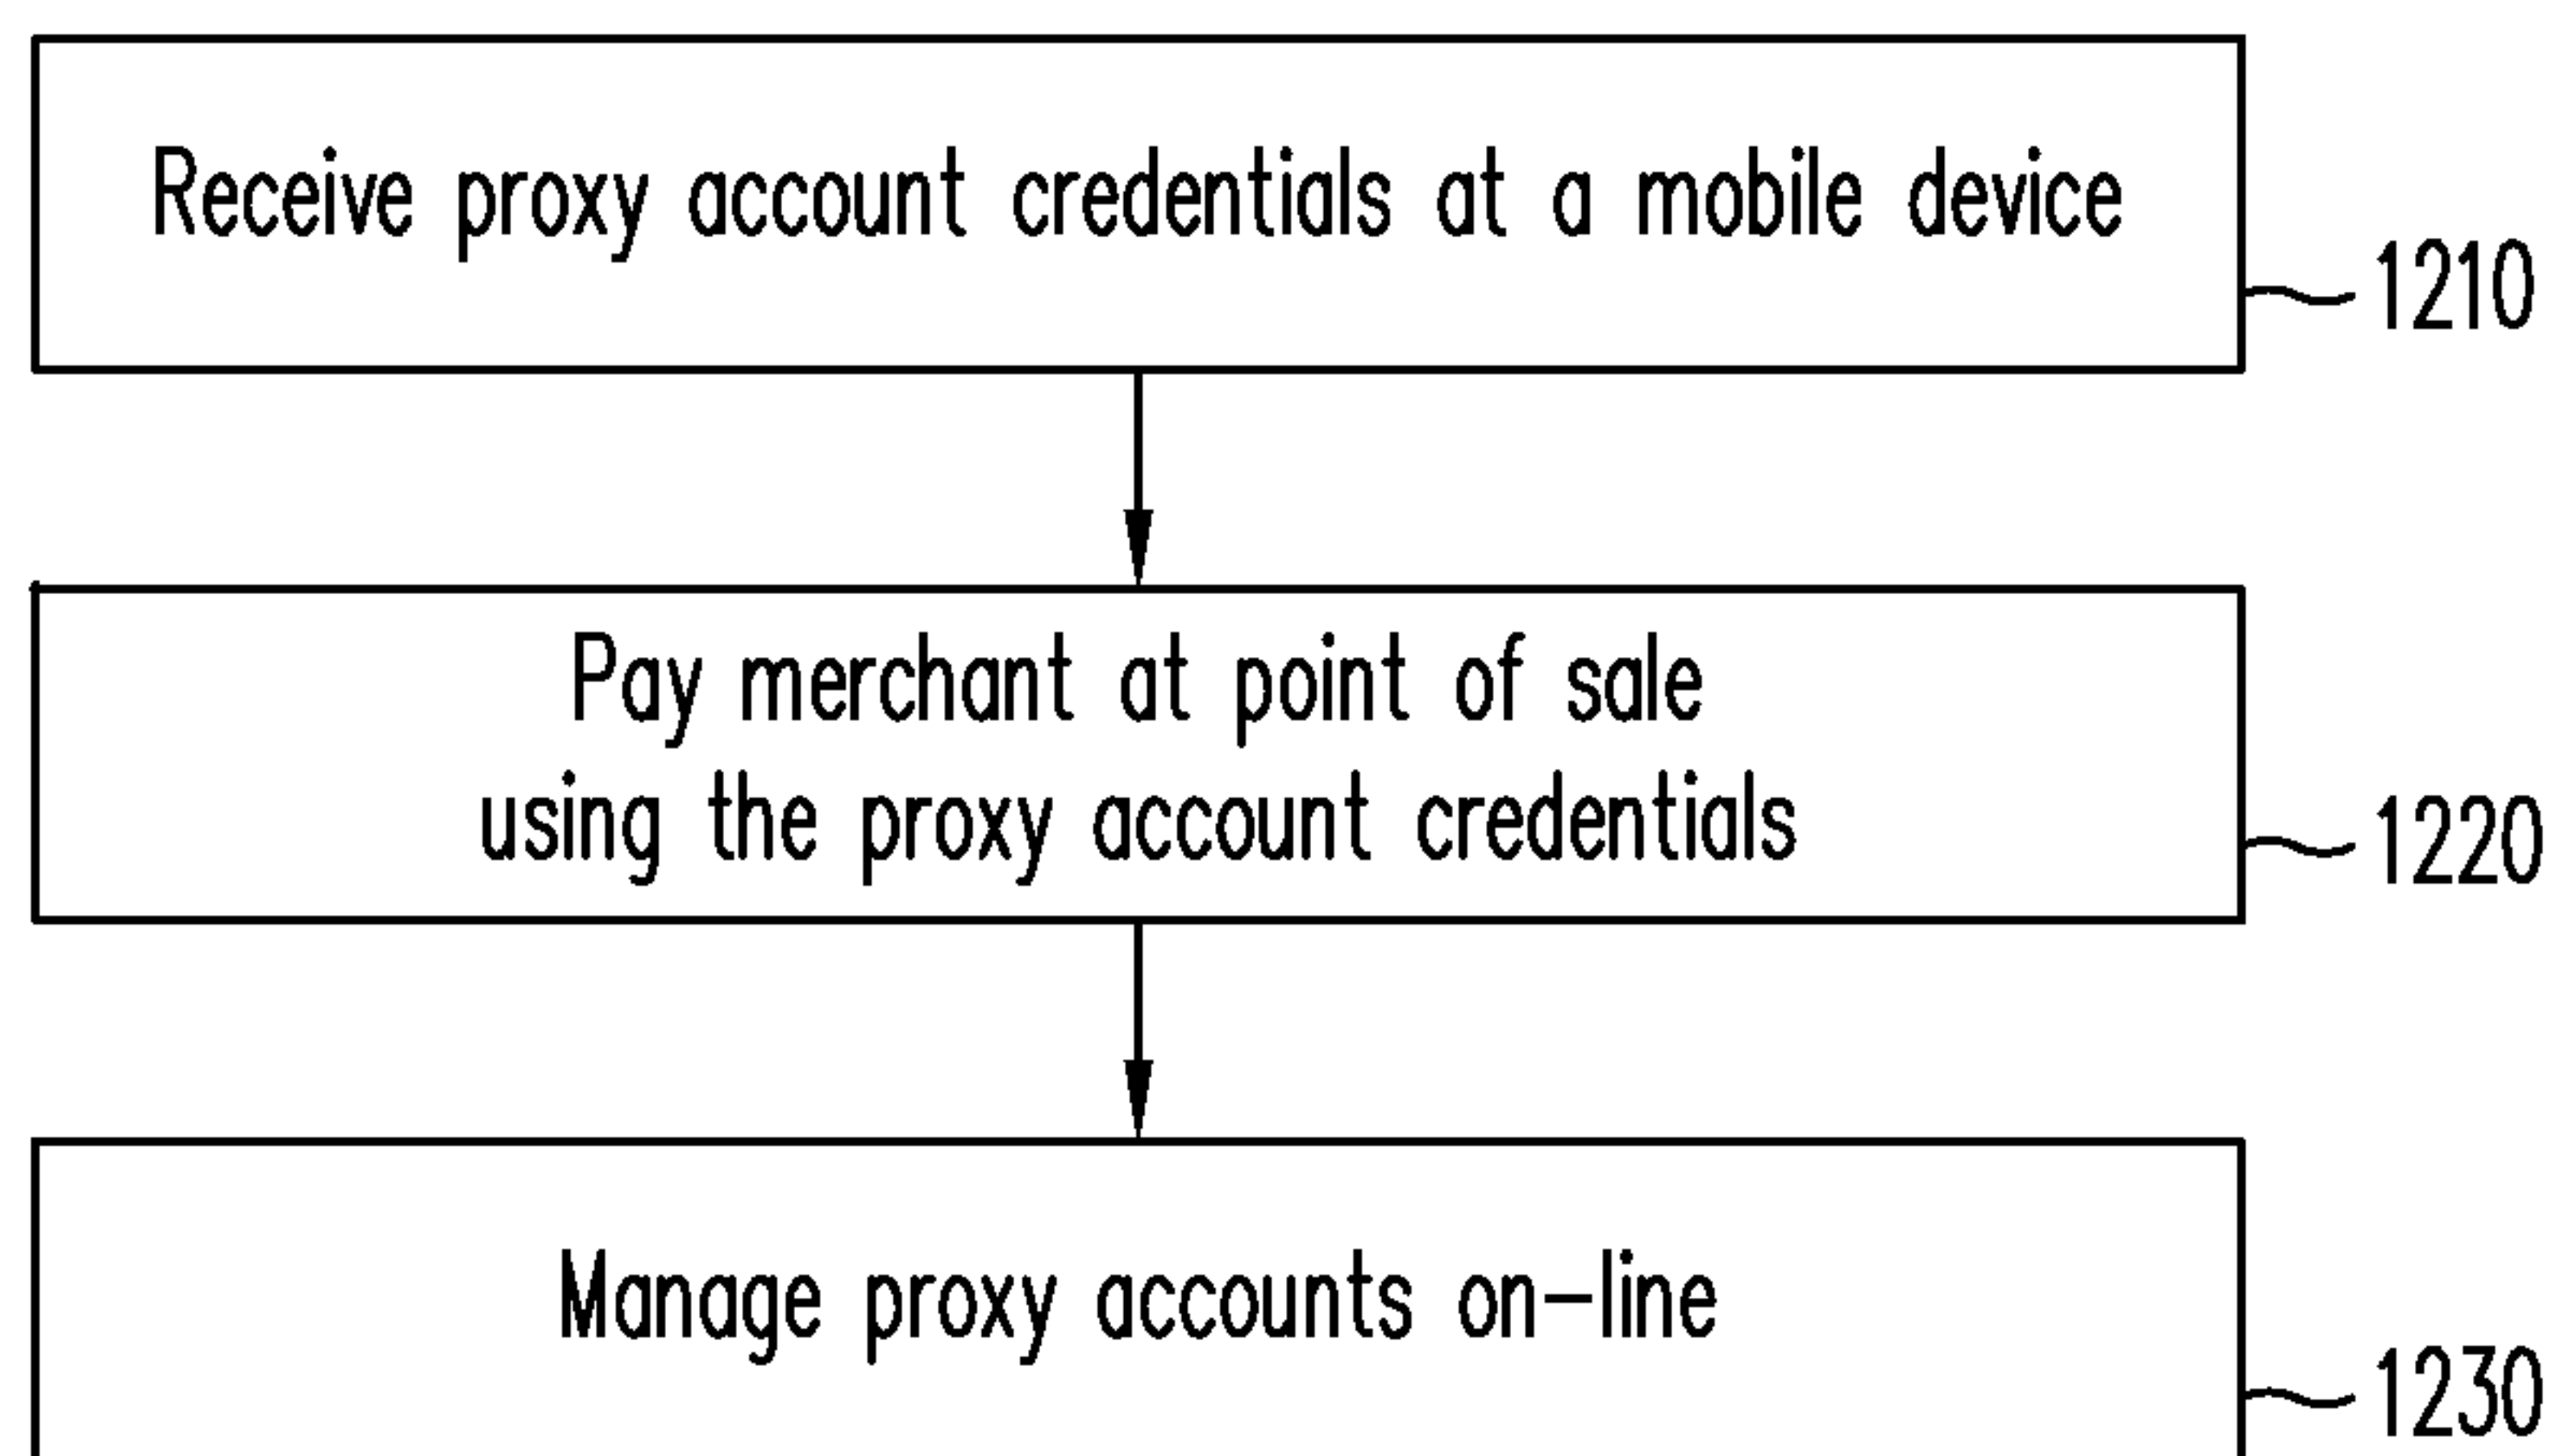 Receive proxy account credentials at a mobile device
1210
Pay merchant at point of sale
using the proxy account credentials
1220
Manage proxy accounts on-line
1230